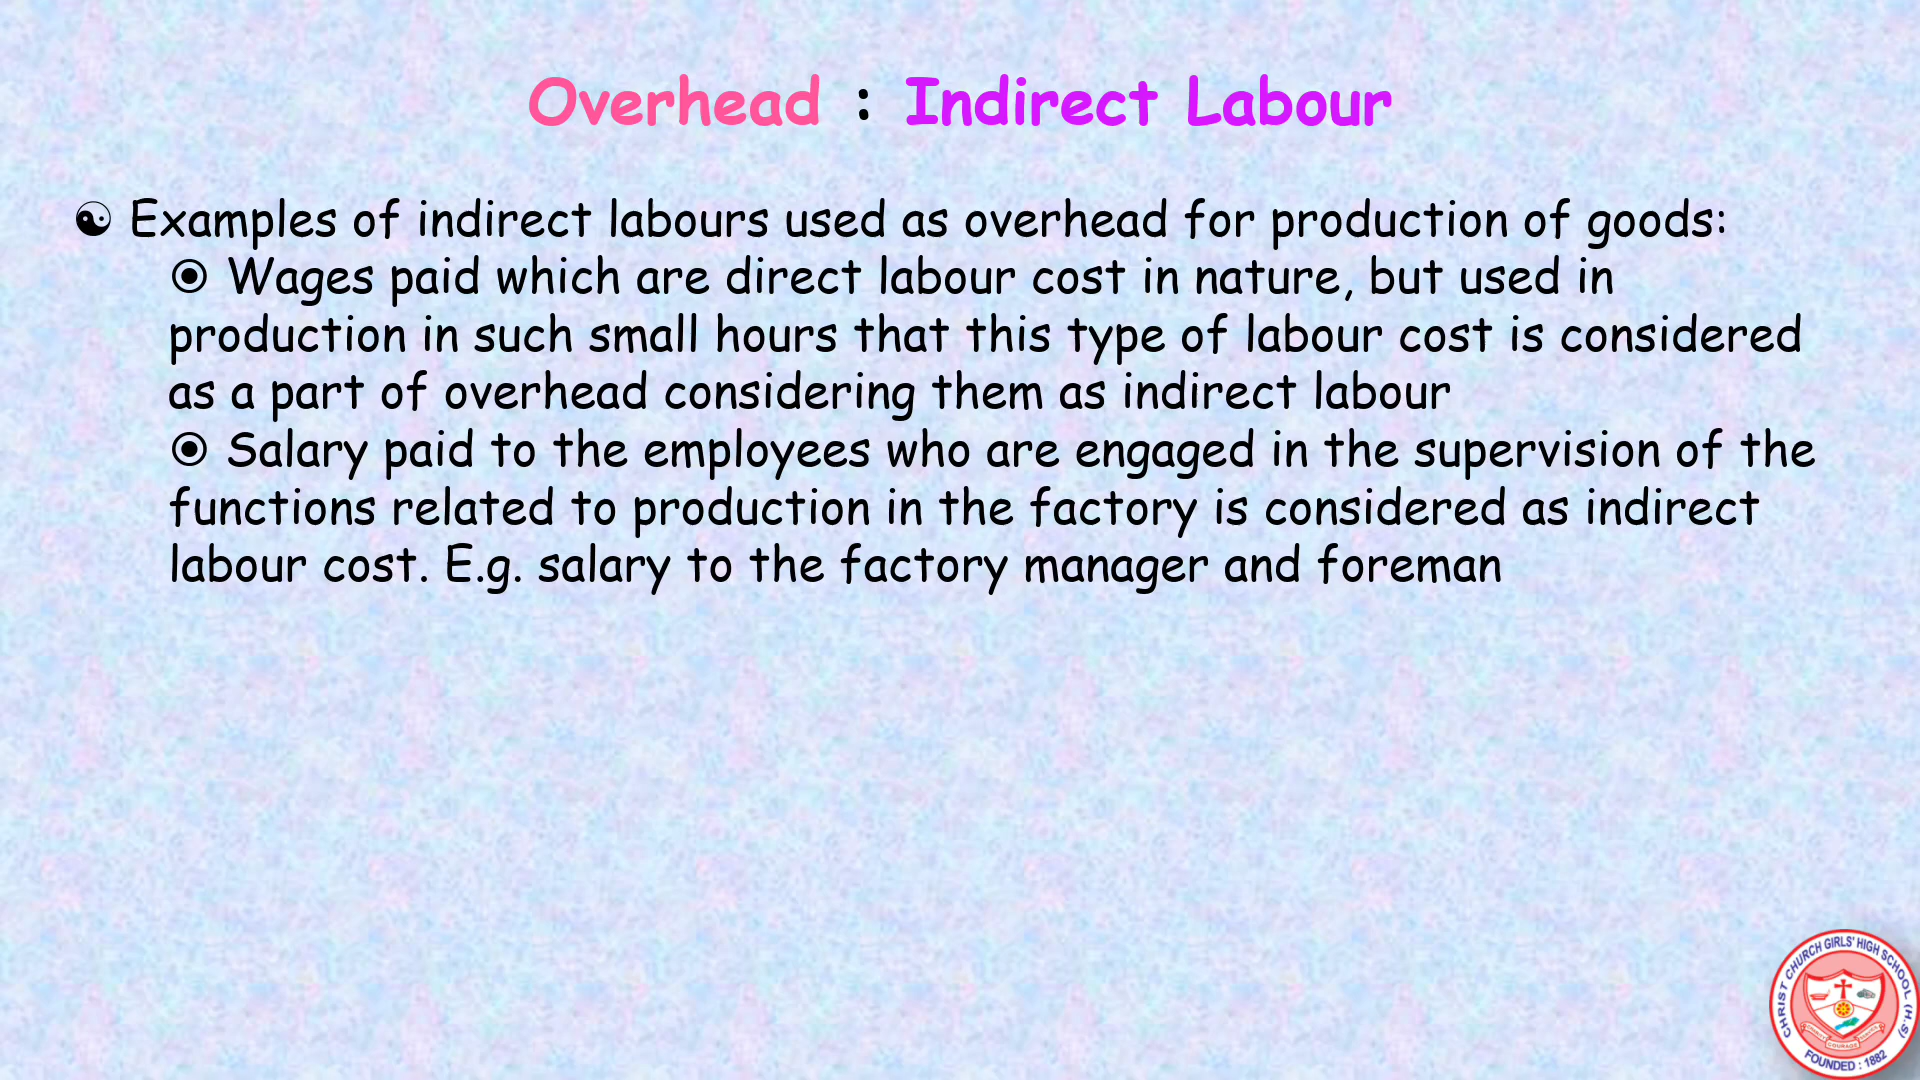 Overhead : Indirect Labour
☯ Examples of indirect labours used as overhead for production of goods:
⦿ Wages paid which are direct labour cost in nature, but used in
production in such small hours that this type of labour cost is considered
as a part of overhead considering them as indirect labour
⦿ Salary paid to the employees who are engaged in the supervision of the
functions related to production in the factory is considered as indirect
labour cost. E.g. salary to the factory manager and foreman
CHRIST CHURCH GIRLS' HIGH SCHOOL (H.S)
COURAGE
FOUNDED : 1882